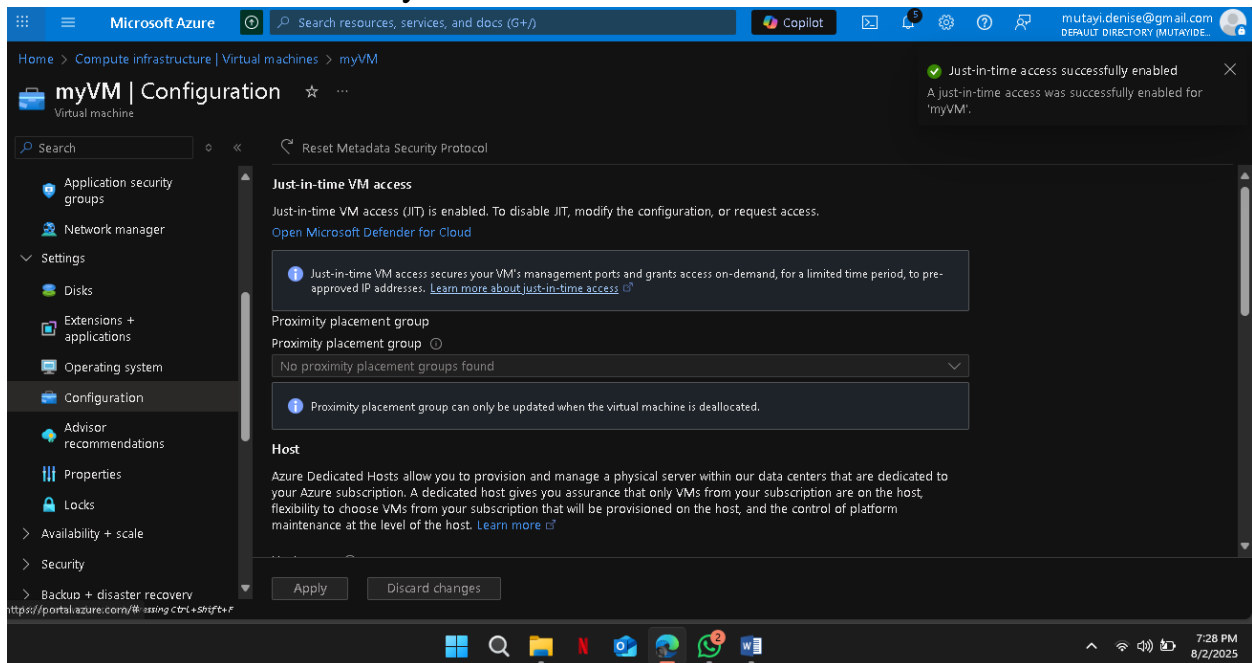 Microsoft Azure
Search resources, services, and docs (G+/)
Copilot
5
mutayi.denise@gmail.com
DEFAULT DIRECTORY (MUTAYIDE...
Home > Compute infrastructure | Virtual machines > myVM
myVM | Configuration
Virtual machine
Just-in-time access successfully enabled
A just-in-time access was successfully enabled for
'myVM'.
Search
Reset Metadata Security Protocol
Application security
groups
Network manager
Settings
Disks
Extensions +
applications
Operating system
Configuration
Advisor
recommendations
Properties
Locks
Availability + scale
Security
Backup + disaster recovery
Just-in-time VM access
Just-in-time VM access (JIT) is enabled. To disable JIT, modify the configuration, or request access.
Open Microsoft Defender for Cloud
Just-in-time VM access secures your VM's management ports and grants access on-demand, for a limited time period, to pre-
approved IP addresses. Learn more about just-in-time access
Proximity placement group
Proximity placement group
No proximity placement groups found
Proximity placement group can only be updated when the virtual machine is deallocated.
Host
Azure Dedicated Hosts allow you to provision and manage a physical server within our data centers that are dedicated to
your Azure subscription. A dedicated host gives you assurance that only VMs from your subscription are on the host,
flexibility to choose VMs from your subscription that will be provisioned on the host, and the control of platform
maintenance at the level of the host. Learn more
Apply
Discard changes
https://portal.azure.com/# essing Ctrl+Shift+F
2
7:28 PM
8/2/2025